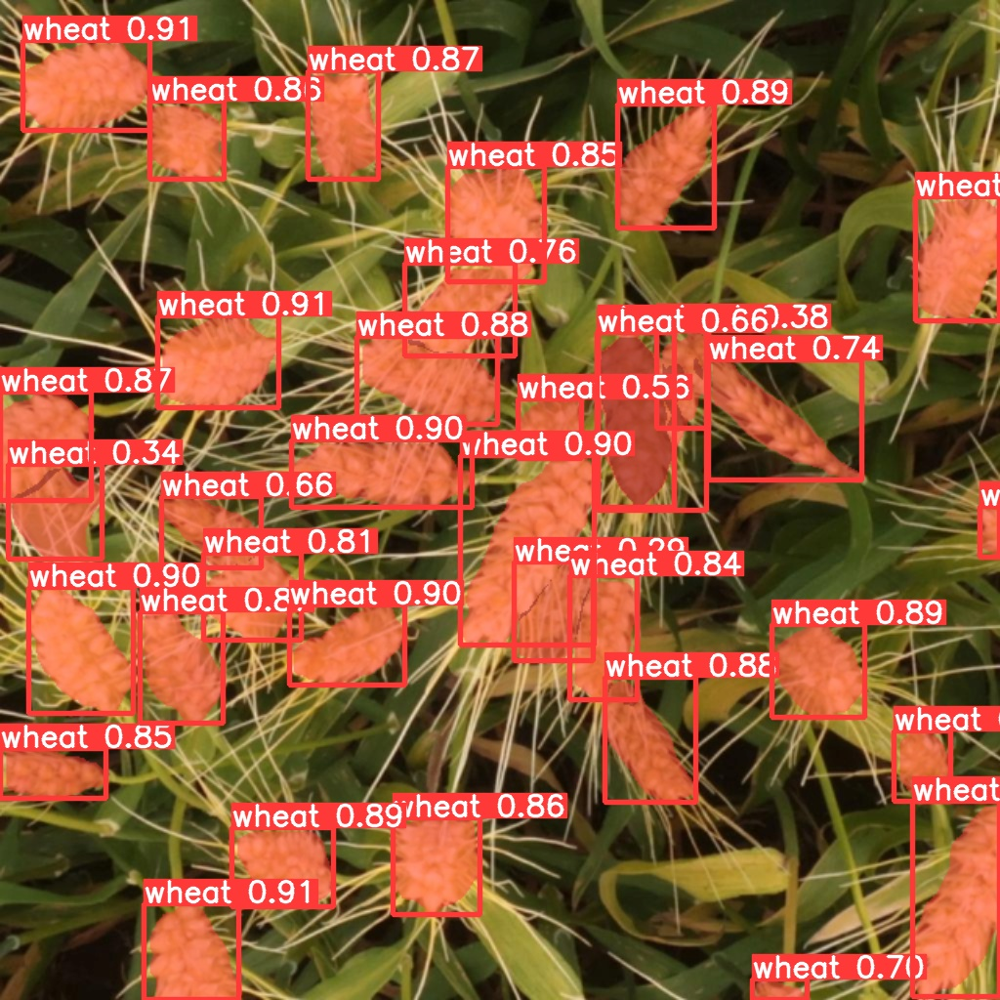 wheat 0.91
wheat 0.87
wheat 0.86
wheat 0.89
wheat 0.85
wheat
wheat 0.76
wheat 0.91
wheat 0.38
wheat 0.66
wheat 0.88
wheat 0.74
wheat 0.87
wheat 0.56
wheat 0.90
wheat 0.90
wheat 0.34
wheat 0.66
wheat 0.81
wheat 0.29
wheat 0.84
wheat 0.90
wheat 0.90
wheat 0.8
wheat 0.89
wheat 0.88
wheat
wheat 0.85
wheat
wheat 0.86
wheat 0.89
wheat 0.91
wheat 0.70